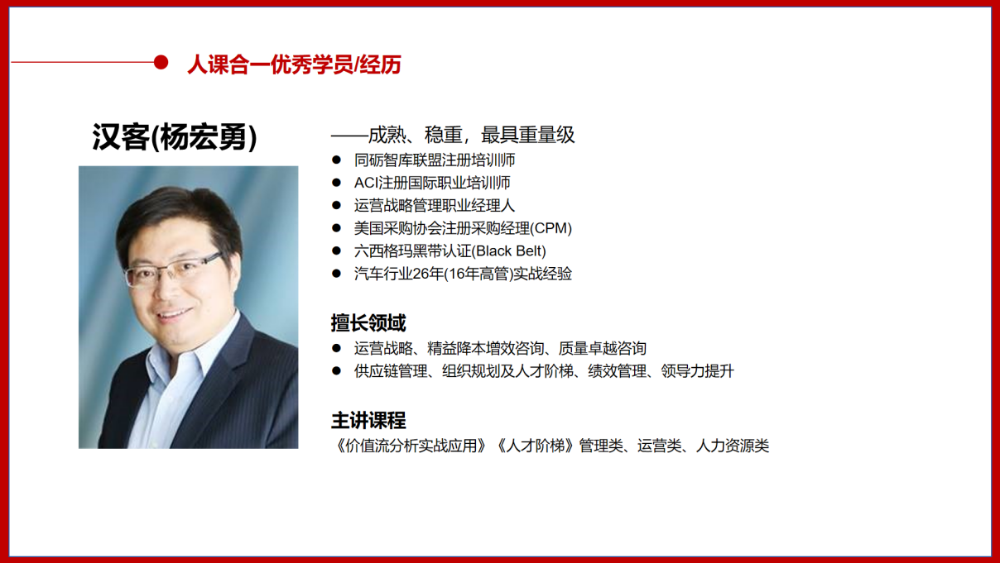 人课合一优秀学员/经历
汉客(杨宏勇)
——成熟、稳重，最具重量级
● 同砺智库联盟注册培训师
● ACI注册国际职业培训师
● 运营战略管理职业经理人
● 美国采购协会注册采购经理(CPM)
● 六西格玛黑带认证(Black Belt)
● 汽车行业26年(16年高管)实战经验
擅长领域
● 运营战略、精益降本增效咨询、质量卓越咨询
● 供应链管理、组织规划及人才阶梯、绩效管理、领导力提升
主讲课程
《价值流分析实战应用》《人才阶梯》管理类、运营类、人力资源类